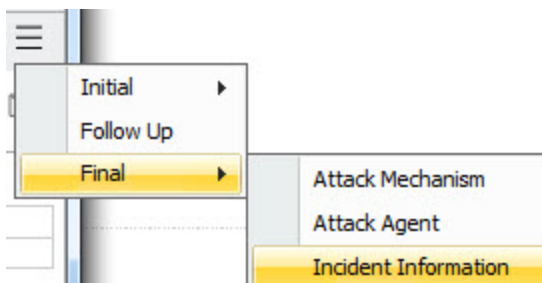 Initial
Follow Up
Final
Attack Mechanism
Attack Agent
Incident Information